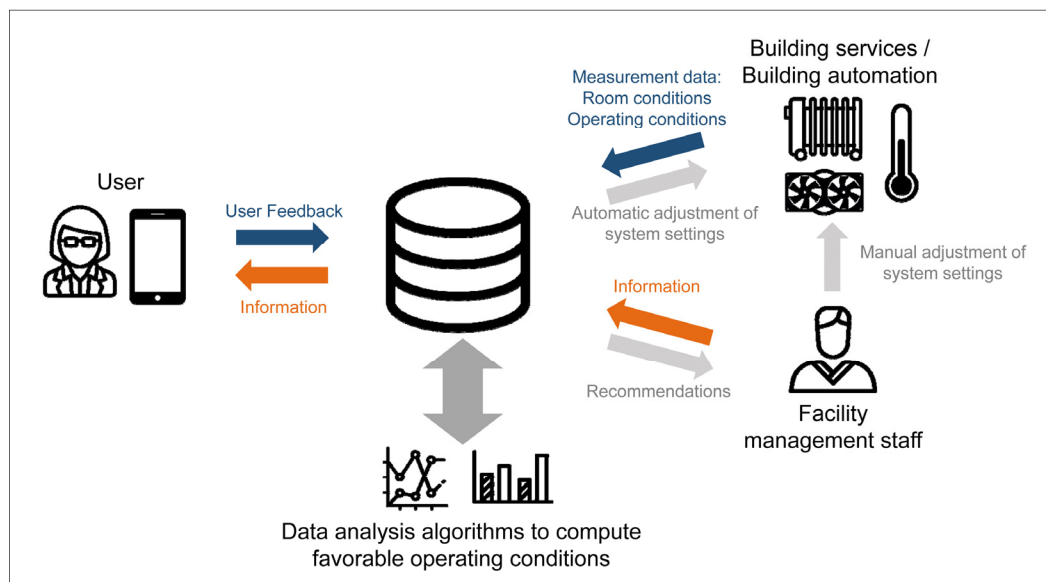 Building services /
Building automation
Measurement data:
Room conditions
Operating conditions
User
User Feedback
Information
Automatic adjustment of
system settings
Manual adjustment of
system settings
Information
Recommendations
Facility
management staff
Data analysis algorithms to compute
favorable operating conditions